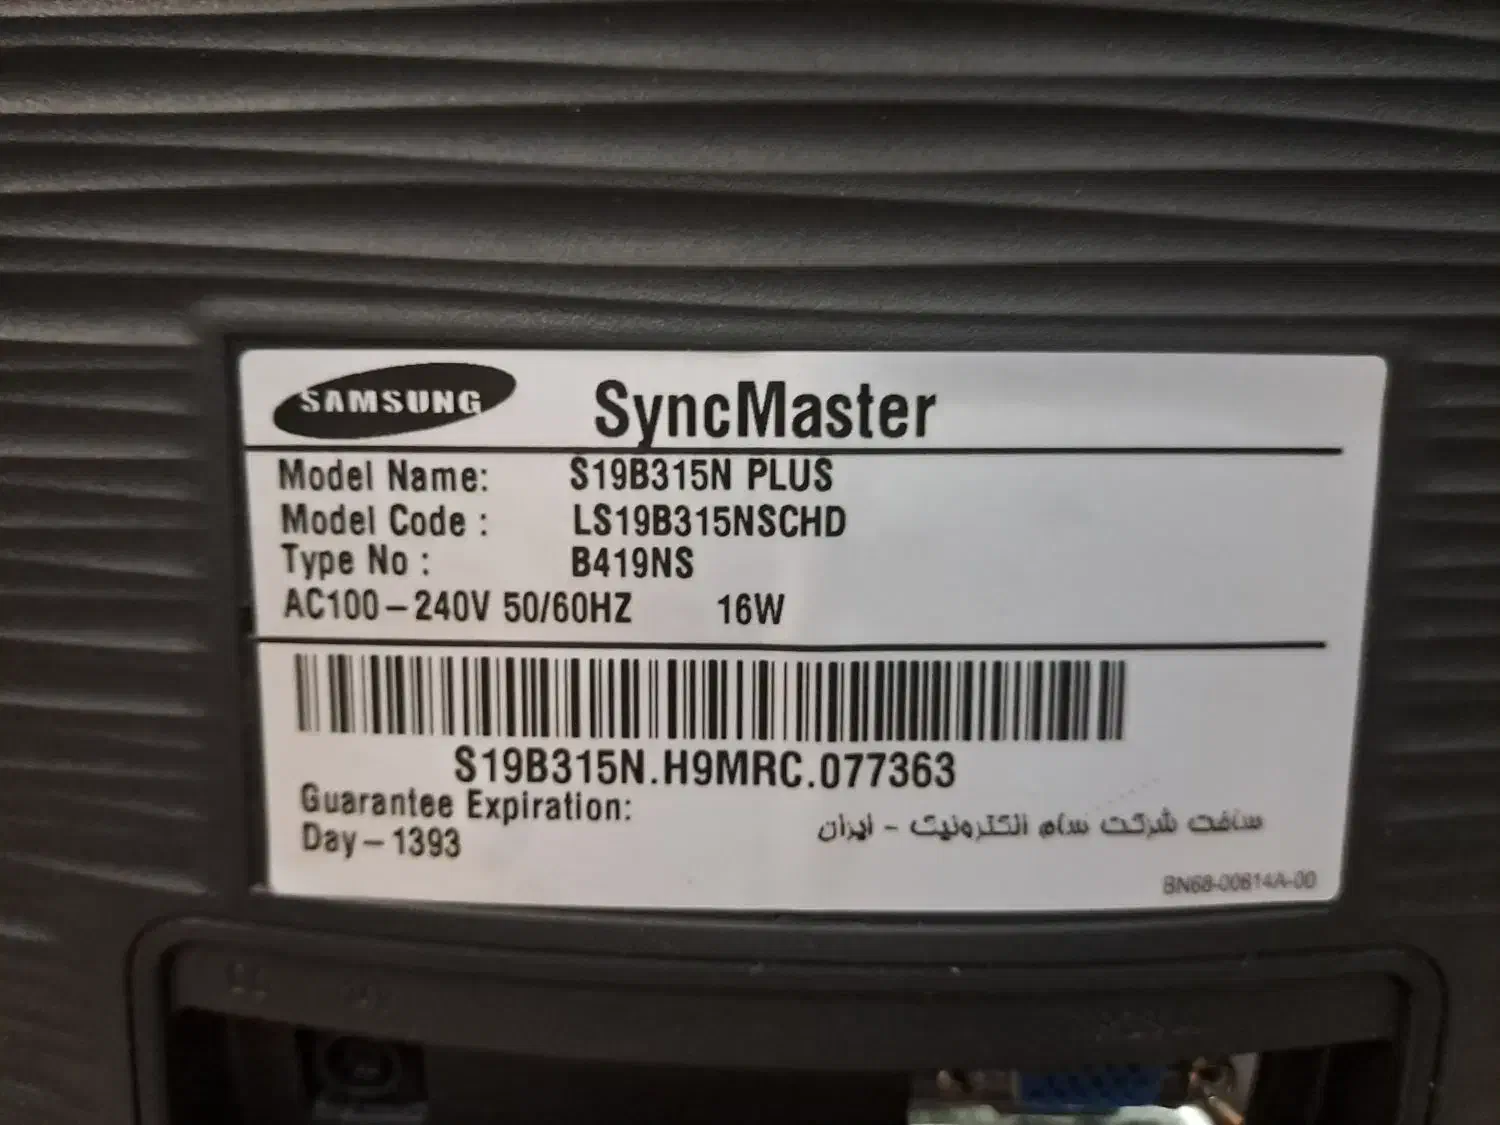 SAMSUNG SyncMaster
Model Name: S19B315N PLUS
Model Code : LS19B315NSCHD
Type No : B419NS
AC100-240V 50/60HZ 16W
S19B315N.H9MRC.077363
Guarantee Expiration:
Day-1393
ساخت شرکت سام الکترونیک - ایران
BN68-00814A-00